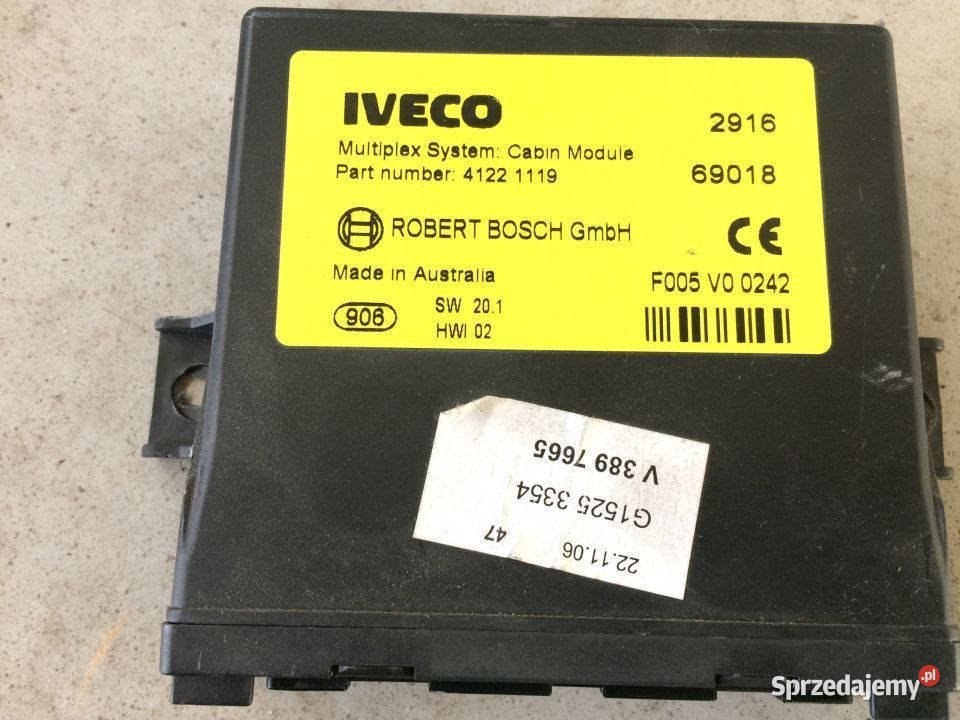 IVECO
2916
Multiplex System: Cabin Module
Part number: 4122 1119
69018
ROBERT BOSCH GmbH
CE
Made in Australia
F005 V0 0242
906
SW 20.1
HWI 02
22.11.06 47
G1525 3354
V 389 7665
Sprzedajemy.pl